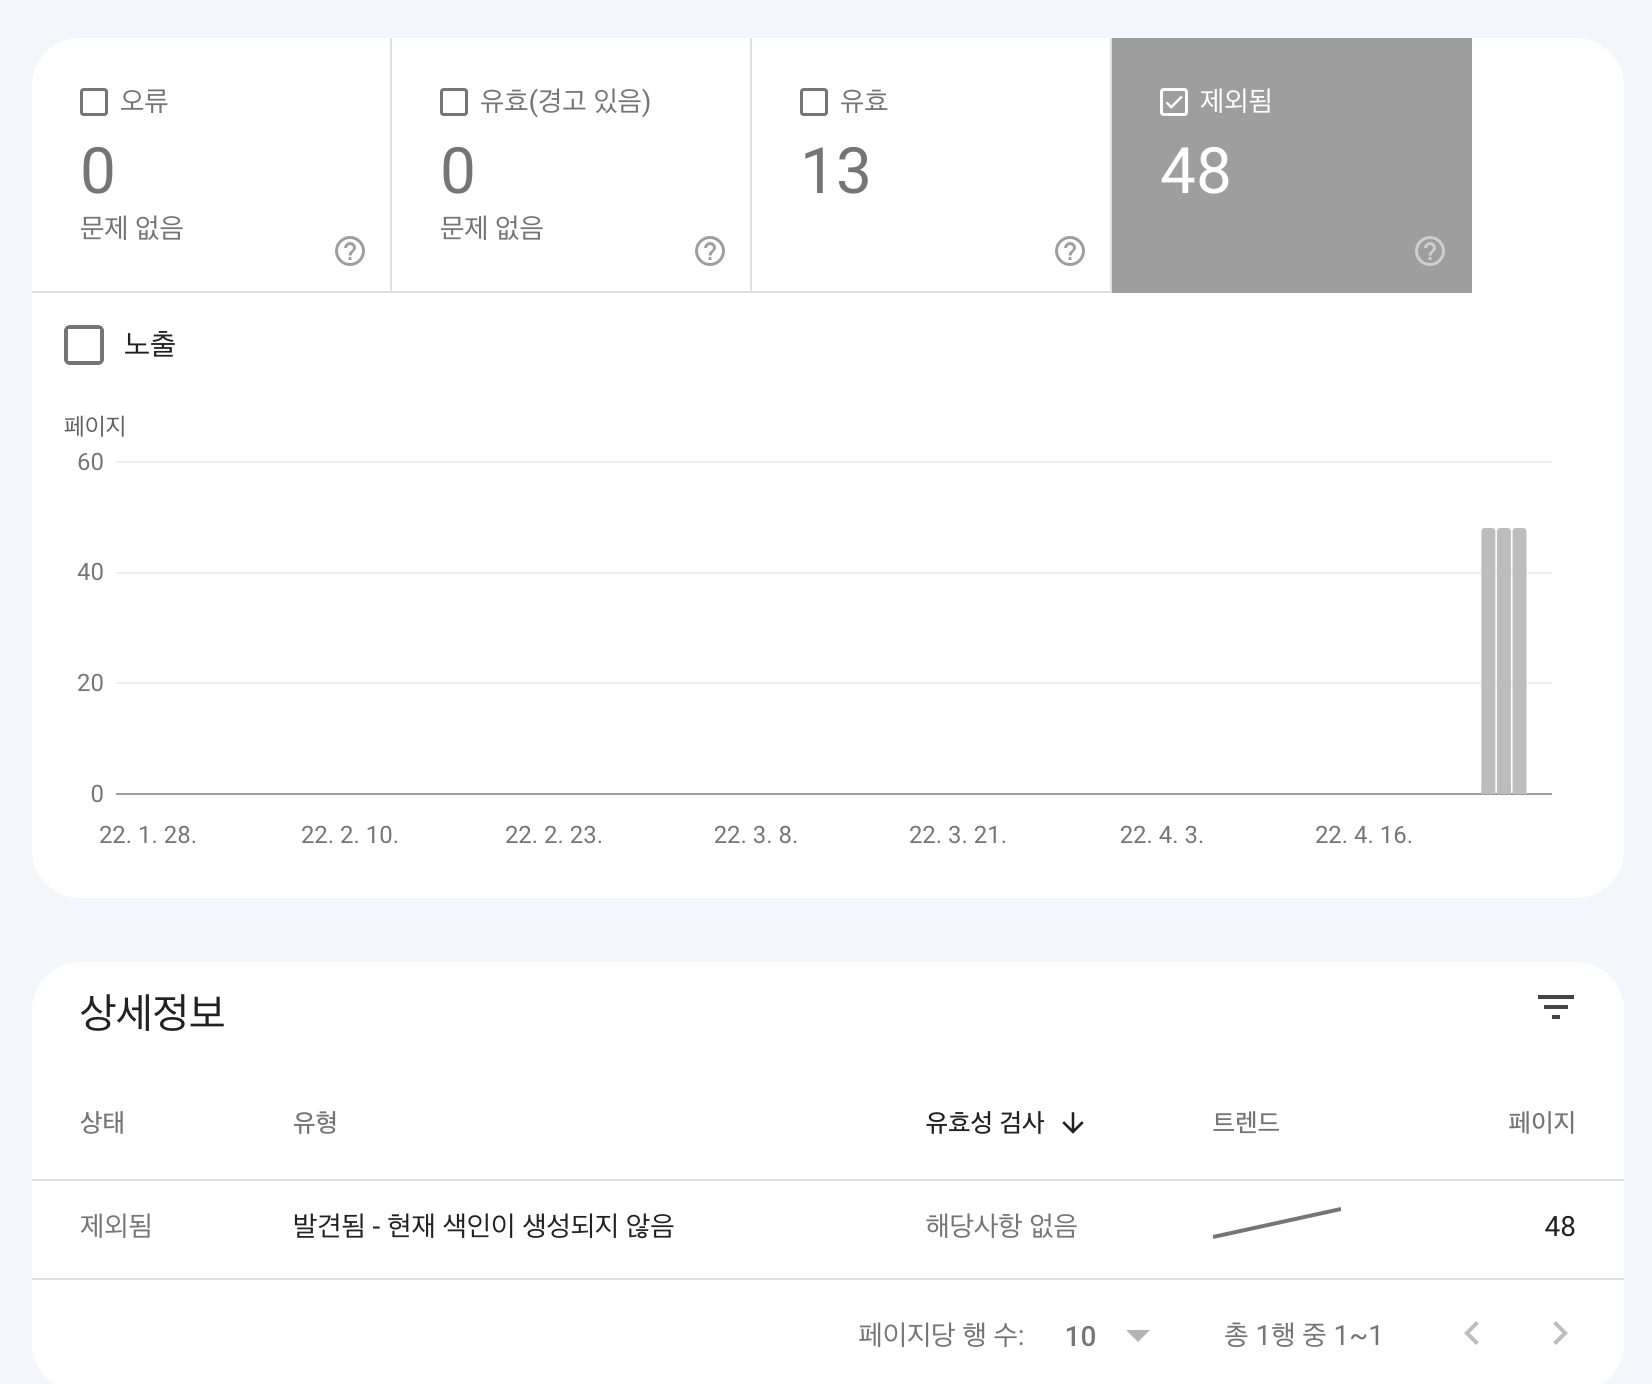 오류
유효(경고 있음)
유효
제외됨
0
0
13
48
문제 없음
문제 없음
노출
페이지
60
40
20
0
22. 1. 28.
22. 2. 10.
22. 2. 23.
22. 3. 8.
22. 3. 21.
22. 4. 3.
22. 4. 16.
상세정보
상태
유형
유효성 검사
트렌드
페이지
제외됨
발견됨 - 현재 색인이 생성되지 않음
해당사항 없음
48
페이지당 행 수:
10
총 1행 중 1~1